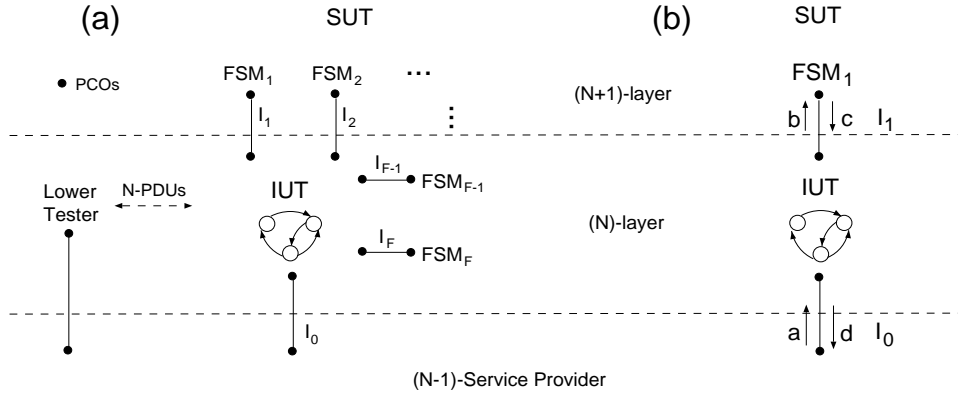 (a) SUT (b) SUT
PCOs FSM1 FSM2 ... (N+1)-layer FSM1
I1 I2 b c I1
Lower Tester N-PDUs IUT IF-1 FSMF-1 (N)-layer IUT
IF FSMF
I0 a d I0
(N-1)-Service Provider